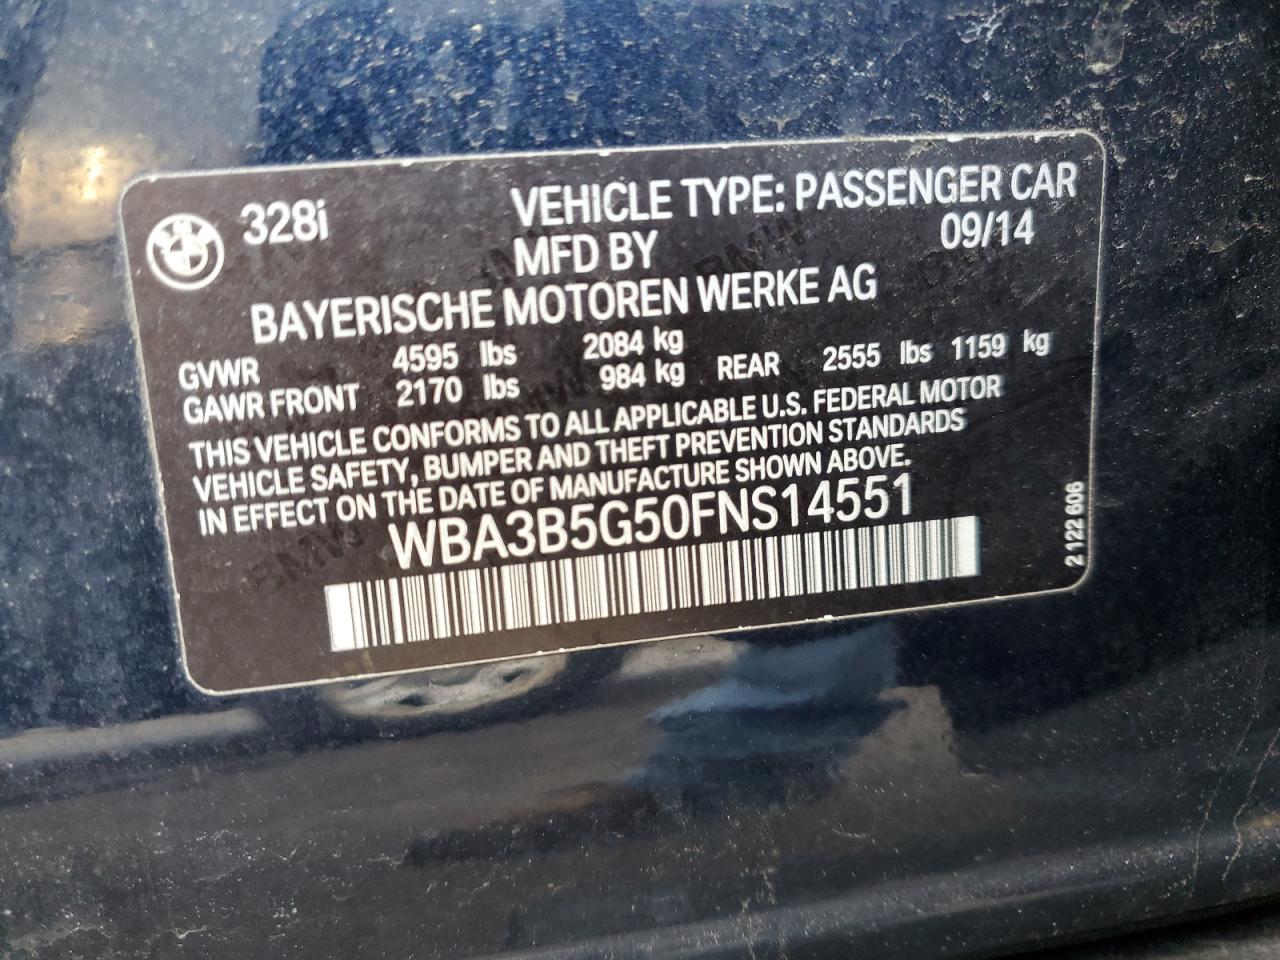 328i
VEHICLE TYPE: PASSENGER CAR
MFD BY 09/14
BAYERISCHE MOTOREN WERKE AG
GVWR 4595 lbs 2084 kg
GAWR FRONT 2170 lbs 984 kg REAR 2555 lbs 1159 kg
THIS VEHICLE CONFORMS TO ALL APPLICABLE U.S. FEDERAL MOTOR
VEHICLE SAFETY, BUMPER AND THEFT PREVENTION STANDARDS
IN EFFECT ON THE DATE OF MANUFACTURE SHOWN ABOVE.
WBA3B5G50FNS14551
2 122 606